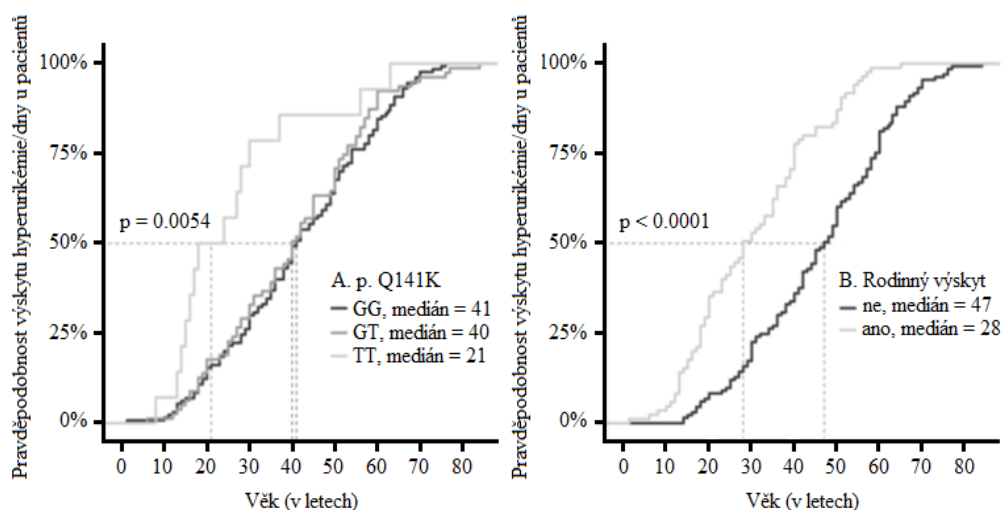 Pravděpodobnost výskytu hyperurikémie/dny u pacientů
100%
75%
50%
25%
0%
p = 0.0054
A. p. Q141K
GG, medián = 41
GT, medián = 40
TT, medián = 21
0 10 20 30 40 50 60 70 80
Věk (v letech)
Pravděpodobnost výskytu hyperurikémie/dny u pacientů
100%
75%
50%
25%
0%
p < 0.0001
B. Rodinný výskyt
ne, medián = 47
ano, medián = 28
0 10 20 30 40 50 60 70 80
Věk (v letech)